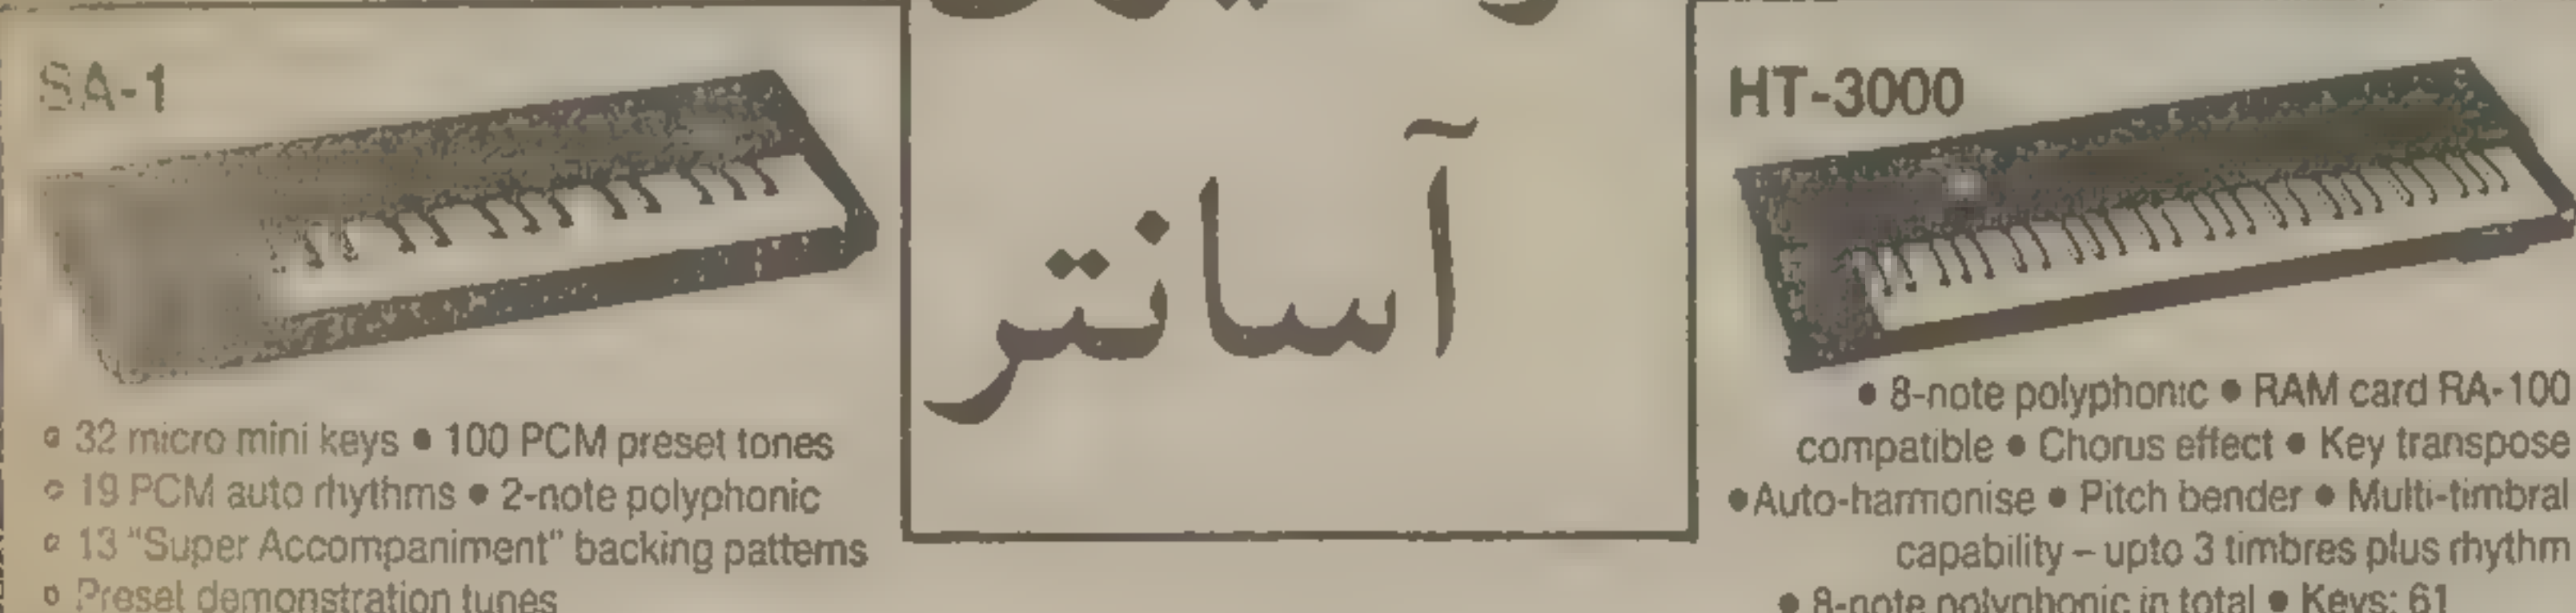 SA-1
• 32 micro mini keys • 100 PCM preset tones
• 19 PCM auto rhythms • 2-note polyphonic
• 13 "Super Accompaniment" backing patterns
• Preset demonstration tunes
آسانتر
HT-3000
• 8-note polyphonic • RAM card RA-100
compatible • Chorus effect • Key transpose
• Auto-harmonise • Pitch bender • Multi-timbral
capability – upto 3 timbres plus rhythm
• 8-note polyphonic in total • Keys: 61